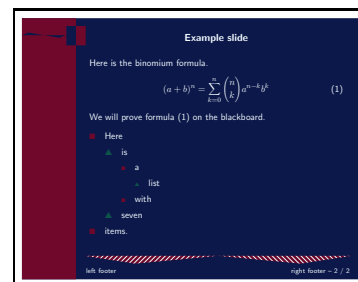 Example slide
Here is the binomium formula.
(a + b)^n = \sum_{k=0}^{n} \binom{n}{k} a^{n-k} b^k (1)
We will prove formula (1) on the blackboard.
Here
is
a
list
with
seven
items.
left footer right footer – 2 / 2